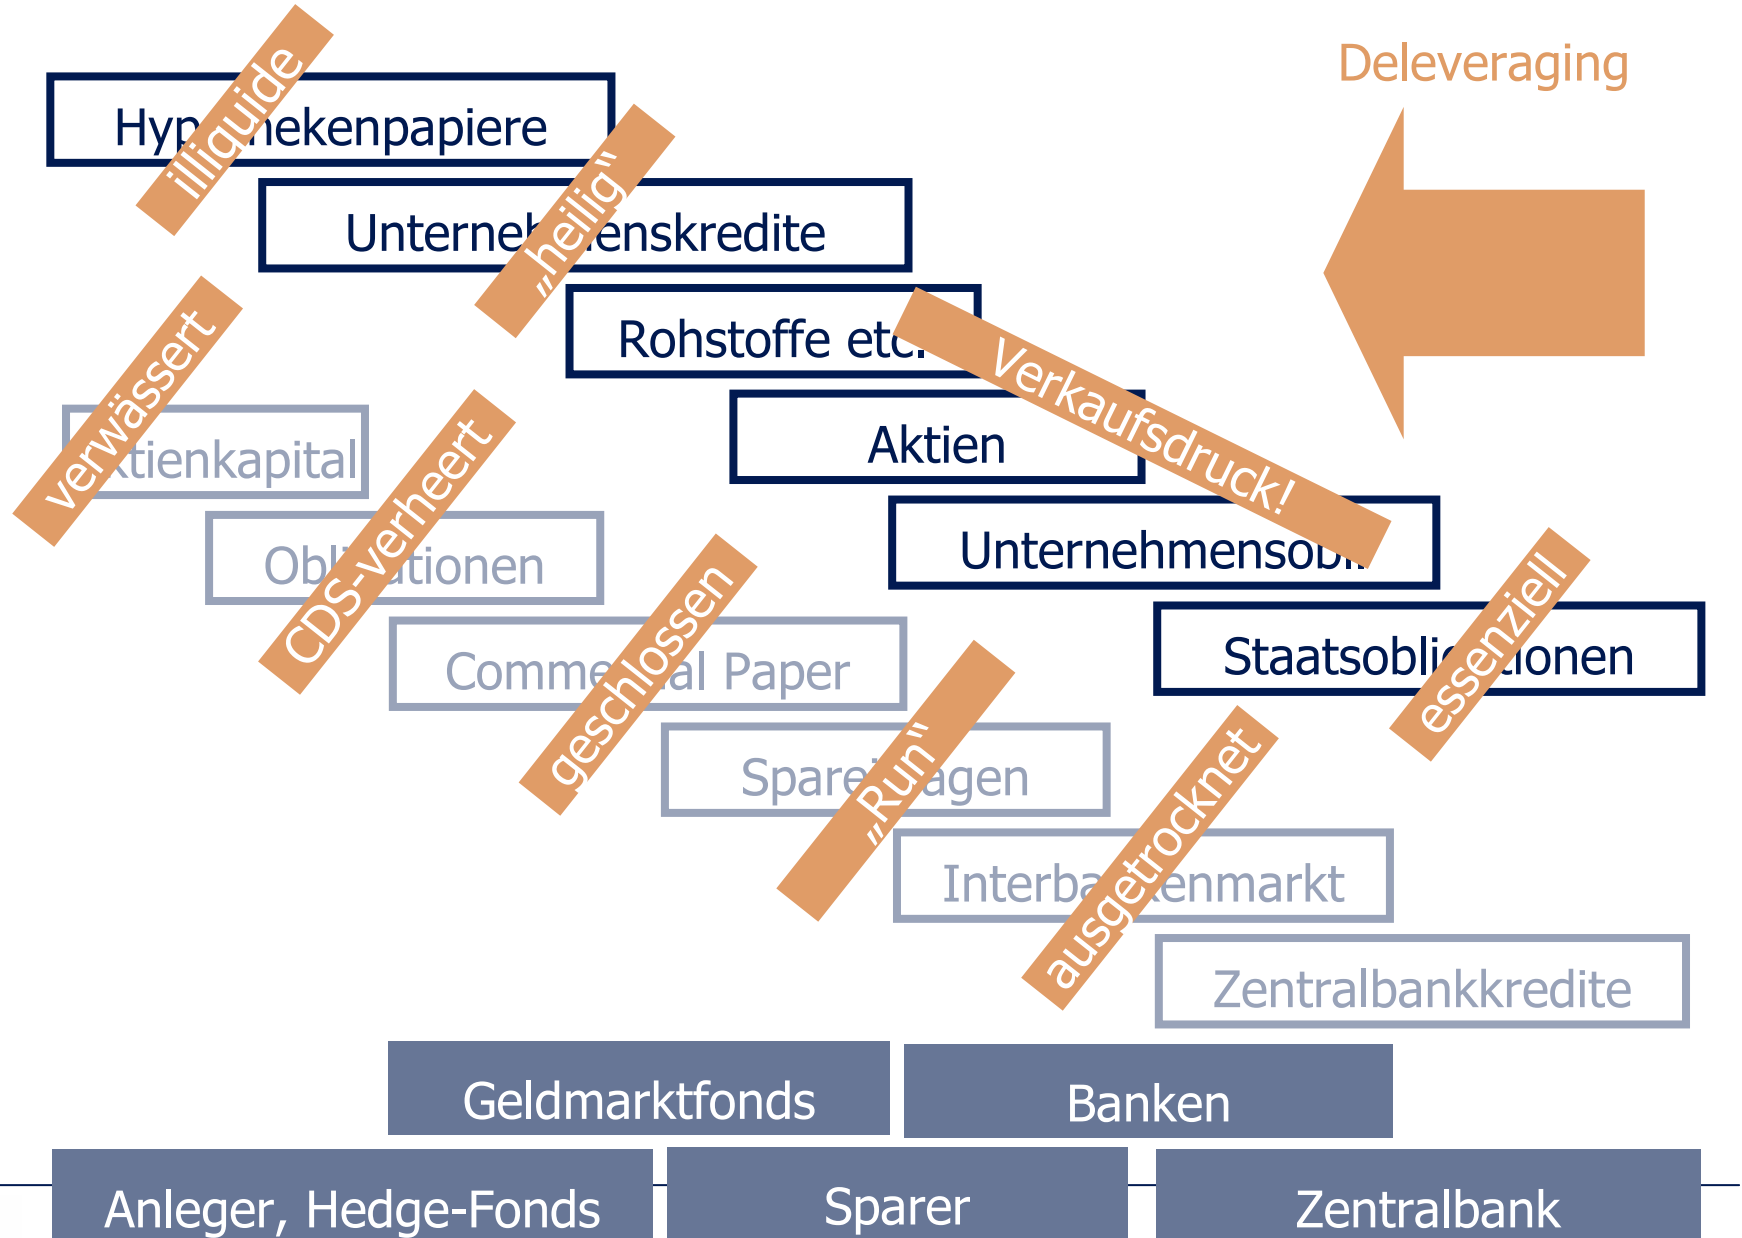 Deleveraging
illiquide
Hypothekenpapiere
„heilig“
Unternehmenskredite
Rohstoffe etc.
Verkaufsdruck!
verwässert
Aktienkapital
Aktien
CDS-verheert
Obligationen
Unternehmensobli.
geschlossen
Commercial Paper
essenziell
Staatsobligationen
„Run“
Spareinlagen
ausgetrocknet
Interbankenmarkt
Zentralbankkredite
Geldmarktfonds
Banken
Anleger, Hedge-Fonds
Sparer
Zentralbank